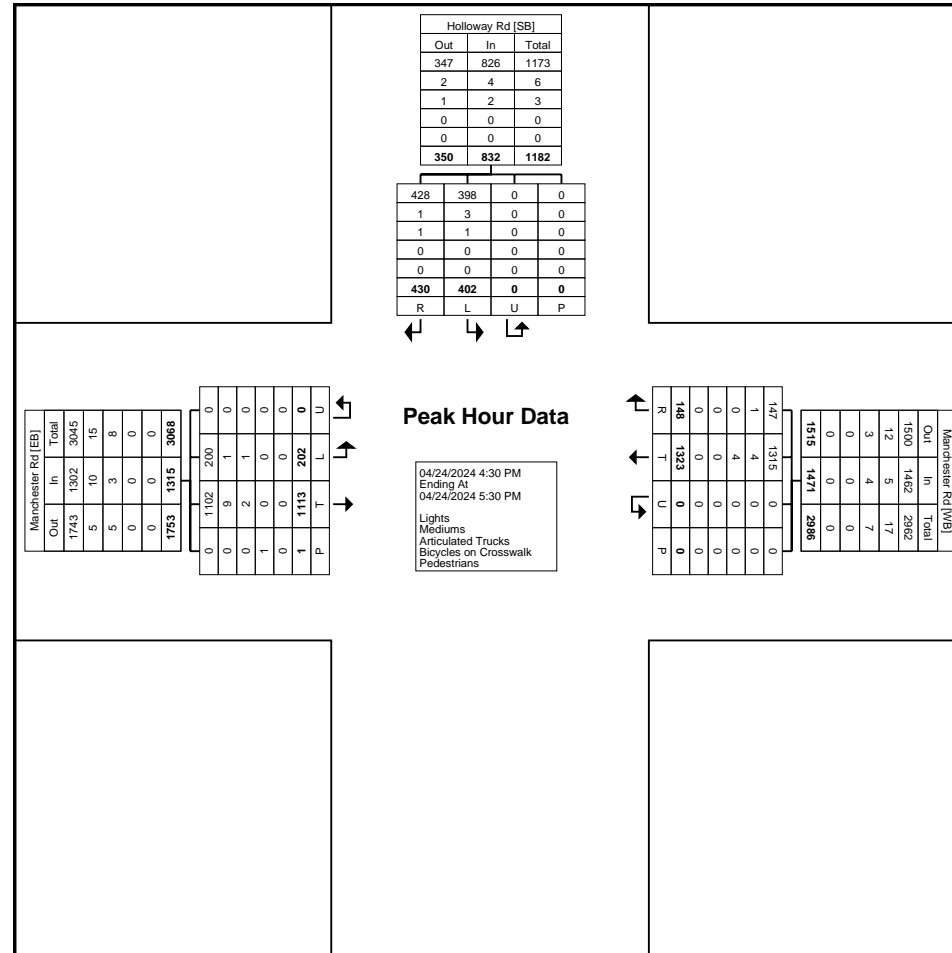 Holloway Rd [SB]
Out In Total
347 826 1173
2 4 6
1 2 3
0 0 0
0 0 0
350 832 1182
428 398 0 0
1 3 0 0
1 1 0 0
0 0 0 0
0 0 0 0
430 402 0 0
R L U P
Manchester Rd [EB]
Total In Out
3045 1302 1743
15 10 5
8 3 5
0 0 0
0 0 0
3068 1315 1753
0 200 1102 0
0 1 9 0
0 1 2 0
0 0 0 1
0 0 0 0
0 202 1113 1
U L T P
Peak Hour Data
04/24/2024 4:30 PM
Ending At
04/24/2024 5:30 PM
Lights
Mediums
Articulated Trucks
Bicycles on Crosswalk
Pedestrians
147 1315 0 0
1 4 0 0
0 4 0 0
0 0 0 0
0 0 0 0
148 1323 0 0
R T U P
Manchester Rd [WB]
Out In Total
1500 1462 2962
12 5 17
3 4 7
0 0 0
0 0 0
1515 1471 2986